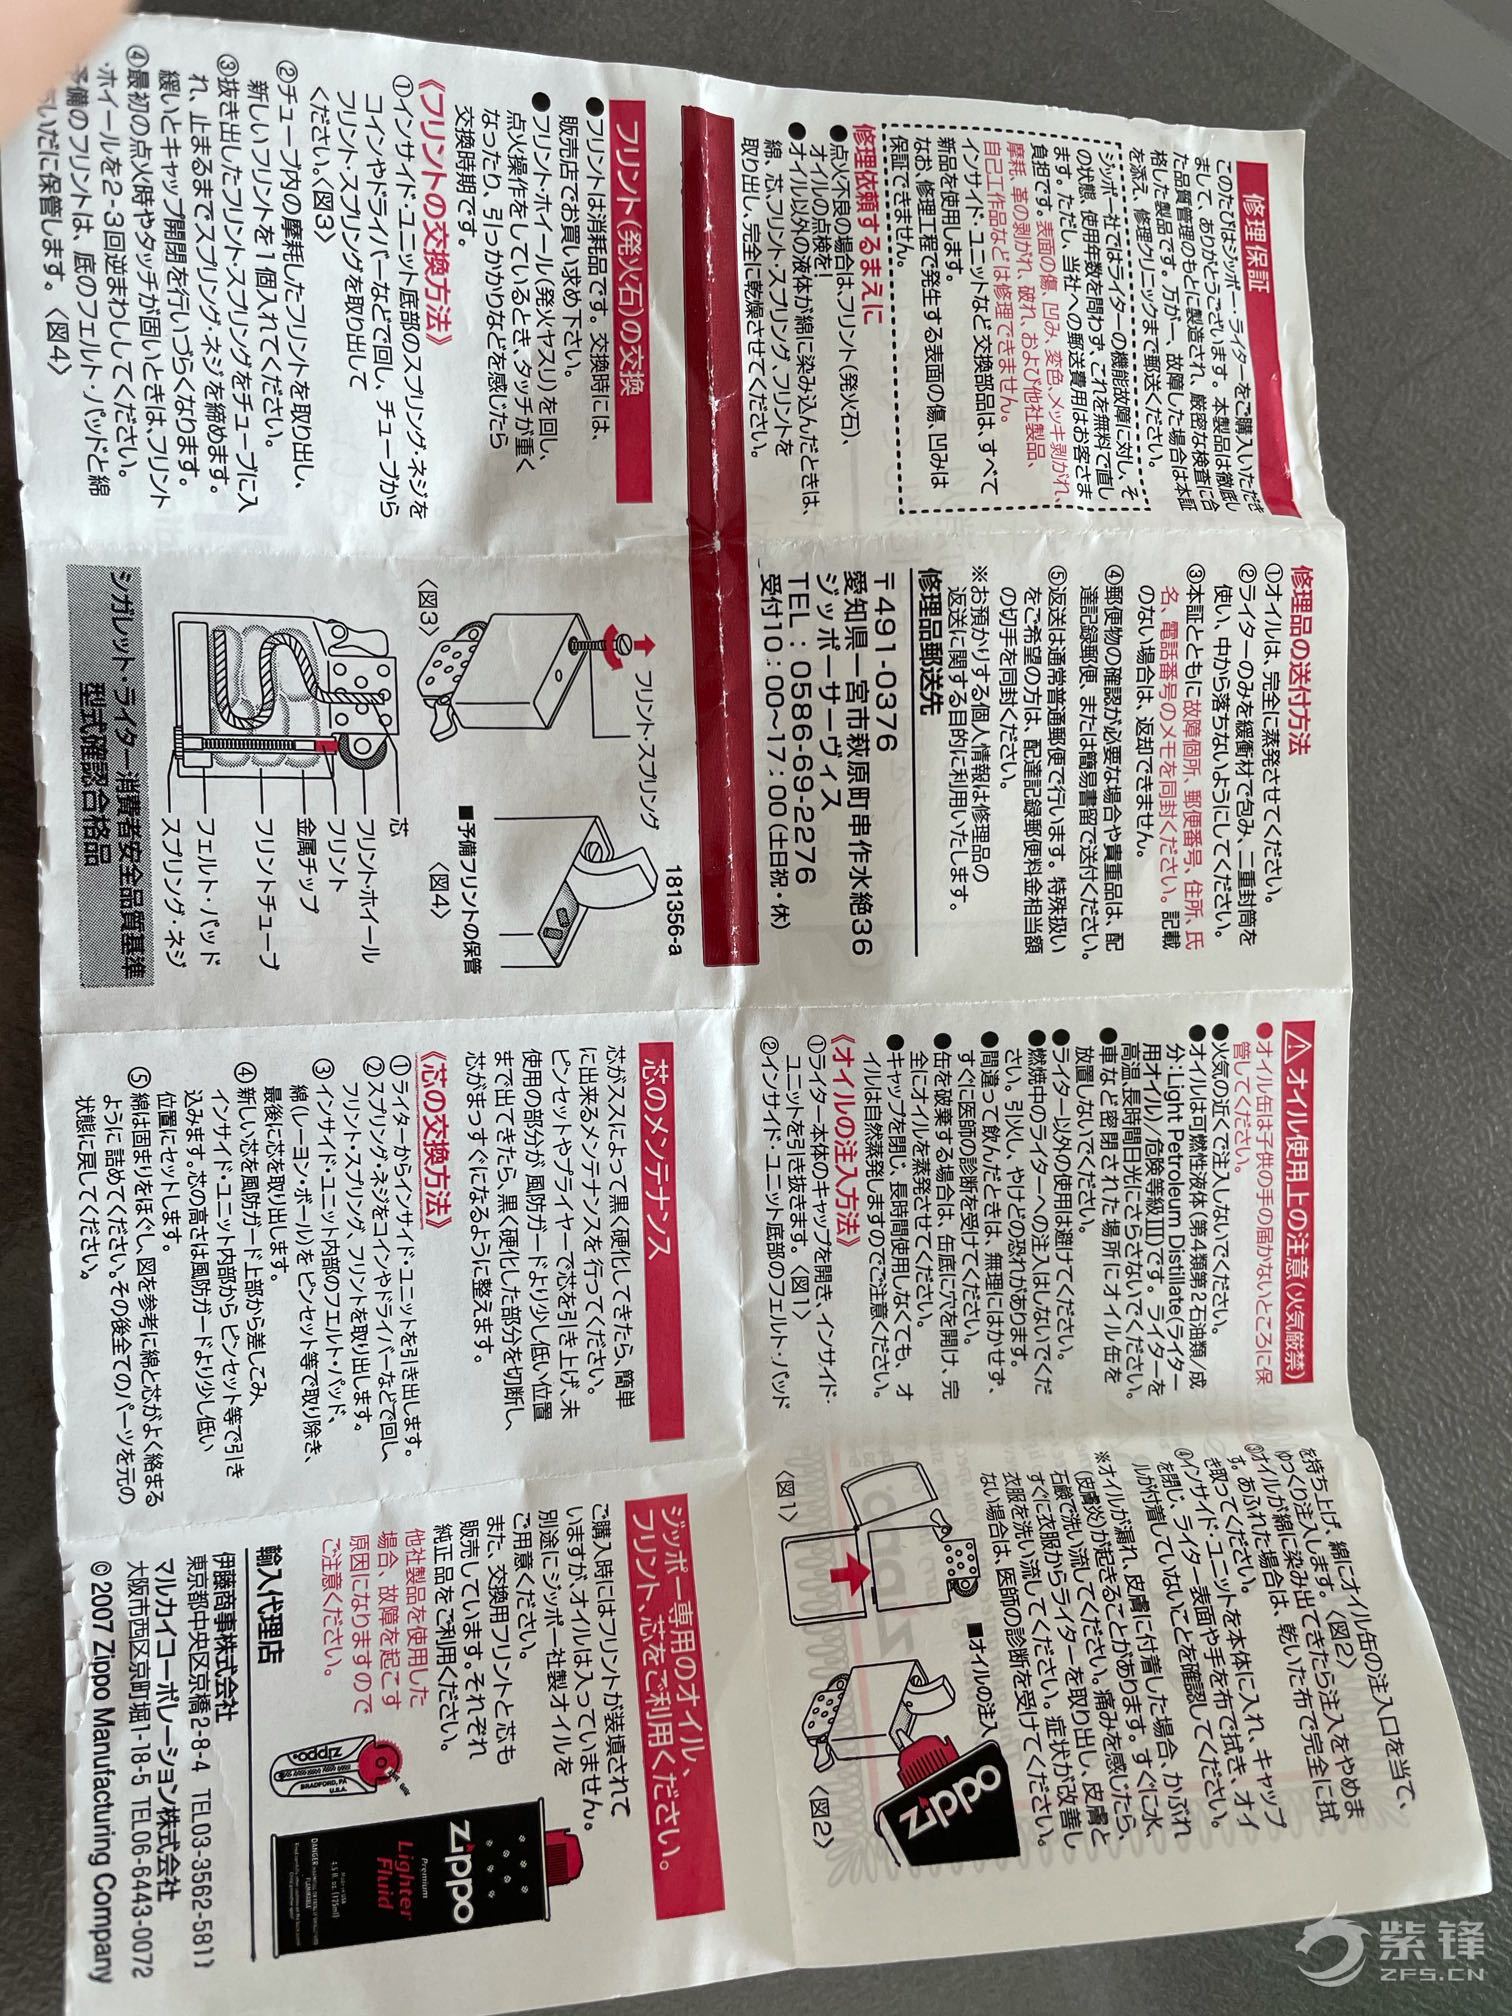 修理保証
このたびはジッポー・ライターをご購入いただき
まして、ありがとうございます。本製品は徹底し
た品質管理のもとに製造され、厳密な検査に合
格した製品です。万が一、故障した場合は本証
を添え、修理クリニックまで郵送ください。
ジッポー社ではライターの機能故障に対し、そ
の状態、使用年数を問わず、これを無料で直し
ます。ただし、当社への郵送費用はお客さま
負担です。表面の傷、凹み、変色、メッキ剥がれ、
摩耗、革の剥がれ、破れ、および他社製品、
自己工作品などは修理できません。
インサイド・ユニットなど交換部品は、すべて
新品を使用します。
なお、修理工程で発生する表面の傷、凹みは
保証できません。
修理依頼するまえに
●点火不良の場合は、フリント(発火石)、
オイルの点検を!
●オイル以外の液体が綿に染み込んだときは、
綿、芯、フリント・スプリング、フリントを
取り出し、完全に乾燥させてください。
修理品の送付方法
①オイルは、完全に蒸発させてください。
②ライターのみを緩衝材で包み、二重封筒を
使い、中から落ちないようにしてください。
③本証とともに故障個所、郵便番号、住所、氏
名、電話番号のメモを同封ください。記載
のない場合は、返却できません。
④郵便物の確認が必要な場合や貴重品は、配
達記録郵便、または簡易書留で送付ください。
⑤返送は通常普通郵便で行います。特殊扱い
をご希望の方は、配達記録郵便料金相当額
の切手を同封ください。
※お預かりする個人情報は修理品の
返送に関する目的に利用いたします。
修理品郵送先
〒491-0376
愛知県一宮市萩原町串作水絶36
ジッポーサーヴィス
TEL:0586-69-2276
受付10:00〜17:00(土日祝・休)
⚠オイル使用上の注意(火気厳禁)
●オイル缶は子供の手の届かないところに保
管してください。
●火気の近くで注入しないでください。
●オイルは可燃性液体(第4類第2石油類/成
分:Light Petroleum Distillate(ライター
用オイル)/危険等級III)です。ライターを
高温、長時間日光にさらさないでください。
●車など密閉された場所にオイル缶を
放置しないでください。
●ライター以外の使用は避けてください。
●燃焼中のライターへの注入はしないでくだ
さい。引火し、やけどの恐れがあります。
●間違って飲んだときは、無理にはかせず、
すぐに医師の診断を受けてください。
●缶を破棄する場合は、缶底に穴を開け、完
全にオイルを蒸発させてください。
●キャップを閉じ、長時間使用しなくても、オ
イルは自然蒸発しますのでご注意ください。
《オイルの注入方法》
①ライター本体のキャップを開き、インサイド・
ユニットを引き抜きます。〈図1〉
②インサイド・ユニット底部のフェルト・パッド
を持ち上げ、綿にオイル缶の注入口を当て、
ゆっくり注入します。〈図2〉
③オイルが綿に染み出てきたら注入をやめま
す。あふれた場合は、乾いた布で完全に拭
き取ってください。
④インサイド・ユニットを本体に入れ、キャップ
を閉じ、ライター表面や手を布で拭き、オイ
ルが付着していないことを確認してください。
※オイルが漏れ、皮膚に付着した場合、かぶれ
(皮膚炎)が起きることがあります。すぐに水、
石鹸で洗い流してください。痛みを感じたら、
すぐに衣服からライターを取り出し、皮膚と
衣服を洗い流してください。症状が改善し
ない場合は、医師の診断を受けてください。
〈図1〉
■オイルの注入
〈図2〉
Zippo
フリント(発火石)の交換
●フリントは消耗品です。交換時には、
販売店でお買い求め下さい。
●フリント・ホイール(発火ヤスリ)を回し、
点火操作をしているとき、タッチが重く
なったり、引っかかりなどを感じたら
交換時期です。
《フリントの交換方法》
①インサイド・ユニット底部のスプリング・ネジを
コインやドライバーなどで回し、チューブから
フリント・スプリングを取り出して
ください。〈図3〉
②チューブ内の摩耗したフリントを取り出し、
新しいフリントを1個入れてください。
③抜き出したフリント・スプリングをチューブに入
れ、止まるまでスプリング・ネジを締めます。
緩いとキャップ開閉を行いづらくなります。
④最初の点火時やタッチが固いときは、フリント
・ホイールを2-3回逆まわししてください。
予備のフリントは、底のフェルト・パッドと綿
いだに保管します。〈図4〉
181356-a
フリント・スプリング
〈図3〉
■予備フリントの保管
〈図4〉
芯
フリント・ホイール
フリント
金属チップ
フリントチューブ
フェルト・パッド
スプリング・ネジ
シガレット・ライター消費者安全品質基準
型式確認合格品
芯のメンテナンス
芯がススによって黒く硬化してきたら、簡単
に出来るメンテナンスを行ってください。
ピンセットやプライヤーで芯を引き上げ、未
使用の部分が風防ガードより少し低い位置
まで出てきたら、黒く硬化した部分を切断し、
芯がまっすぐになるように整えます。
《芯の交換方法》
①ライターからインサイド・ユニットを引き出します。
②スプリング・ネジをコインやドライバーなどで回し、
フリント・スプリング、フリントを取り出します。
③インサイド・ユニット内部のフエルト・パッド、
綿(レーヨン・ボール)をピンセット等で取り除き、
最後に芯を取り出します。
④新しい芯を風防ガード上部から差しこみ、
インサイド・ユニット内部からピンセット等で引き
込みます。芯の高さは風防ガードより少し低い
位置にセットします。
⑤綿は固まりをほぐし、図を参考に綿と芯がよく絡まる
ように詰めてください。その後全てのパーツを元の
状態に戻してください。
ジッポー専用のオイル、
フリント、芯をご利用ください。
ご購入時にはフリントが装填されて
いますが、オイルは入っていません。
別途にジッポー社製オイルを
ご用意ください。
また、交換用フリントと芯も
販売しています。それぞれ
純正品をご利用ください。
他社製品を使用した
場合、故障を起こす
原因になりますので
ご注意ください。
Zippo
BRADFORD, PA
U.S.A.
Zippo
Premium
Lighter
Fluid
輸入代理店
伊藤商事株式会社
東京都中央区京橋2-8-4 TEL03-3562-5811
マルカイコーポレーション株式会社
大阪市西区京町堀1-18-5 TEL06-6443-0072
© 2007 Zippo Manufacturing Company
紫锋
ZFS.CN